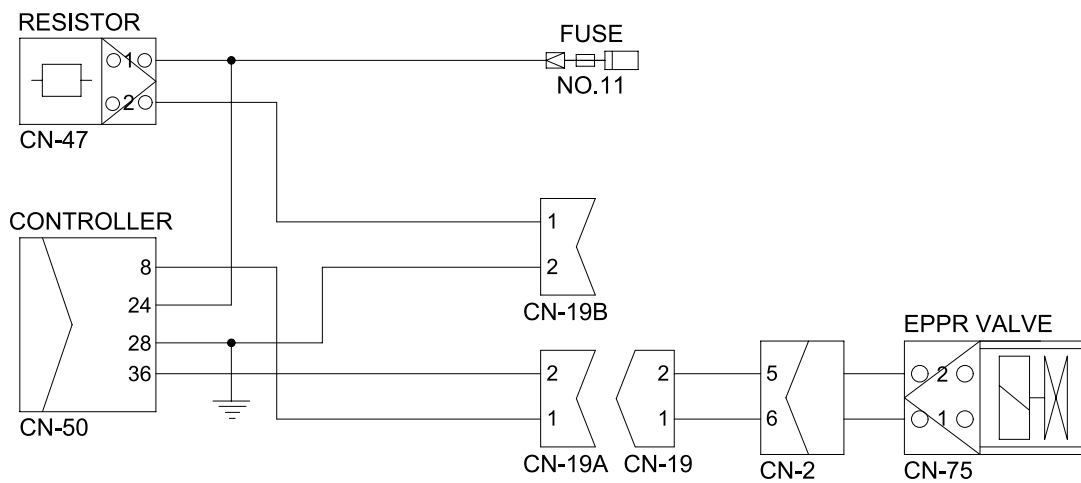 RESISTOR
FUSE
1
2
NO.11
CN-47
CONTROLLER
8
24
28
36
CN-50
1
2
CN-19B
2
1
CN-19A
2
1
CN-19
5
6
CN-2
EPPR VALVE
2
1
CN-75